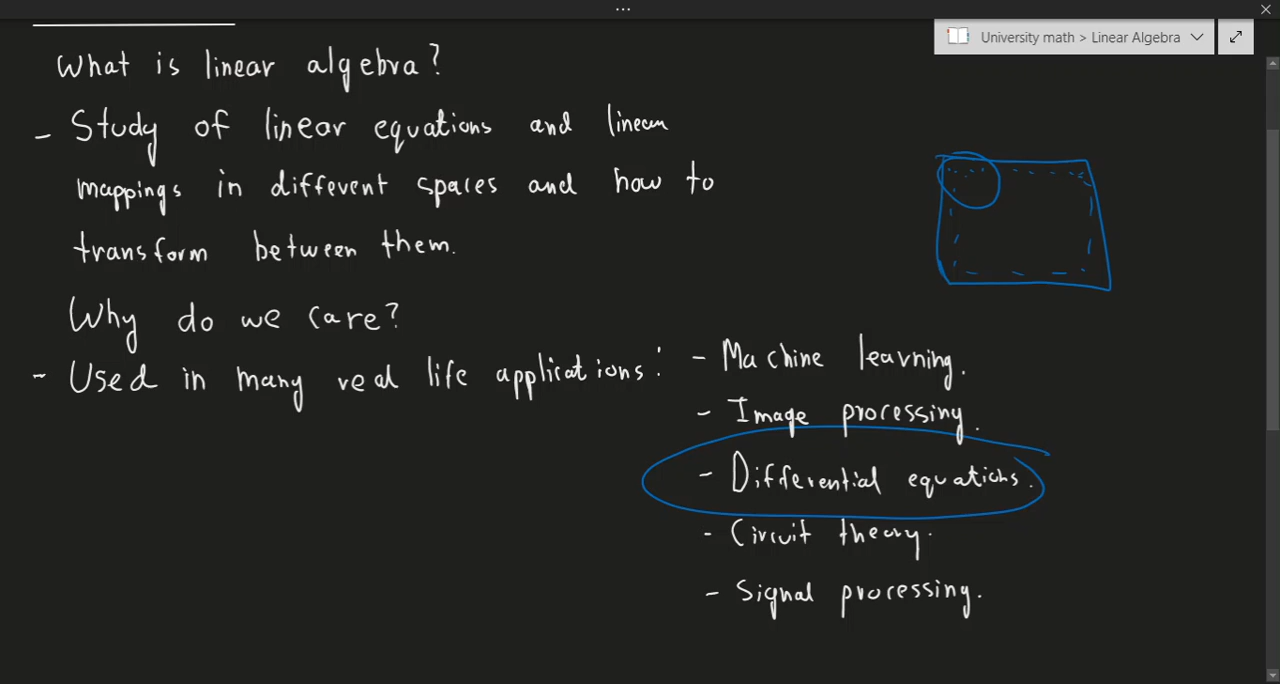 ...
University math > Linear Algebra
What is linear algebra?
- Study of linear equations and linear
mappings in different spaces and how to
transform between them.
Why do we care?
- Used in many real life applications:
- Machine learning.
- Image processing.
- Differential equations.
- Circuit theory.
- Signal processing.